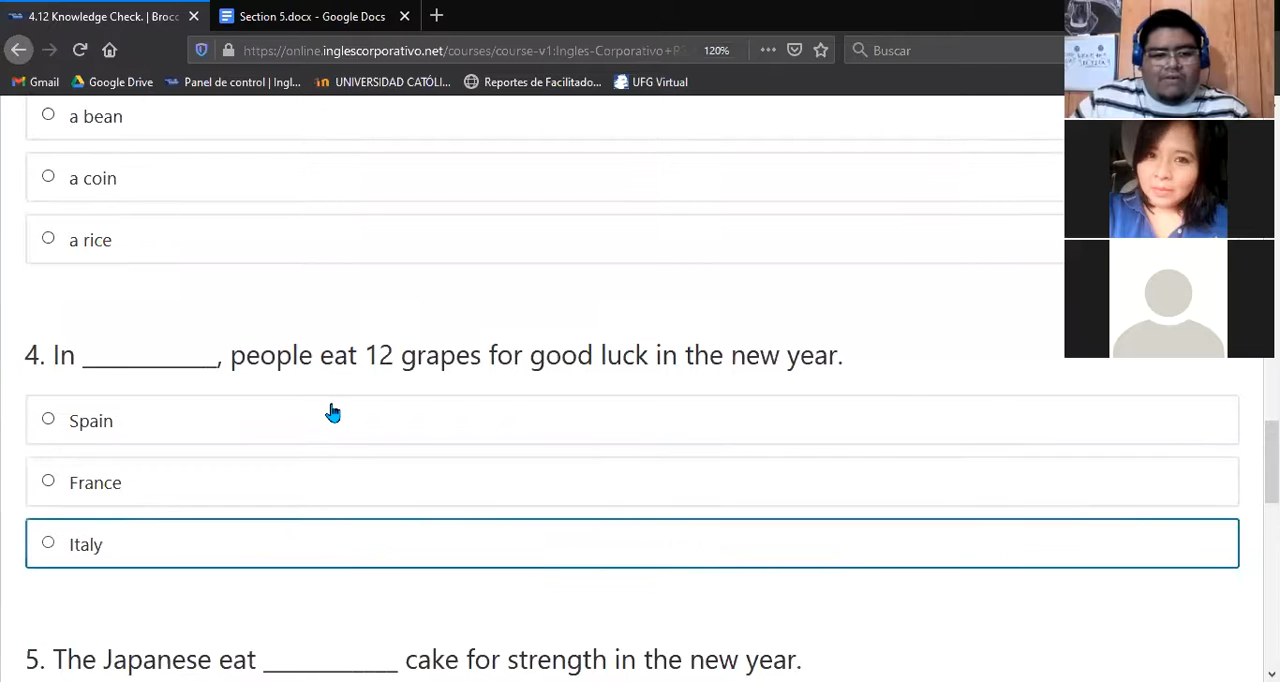 4.12 Knowledge Check. | Brocc
Section 5.docx - Google Docs
https://online.inglescorporativo.net/courses/course-v1:Ingles-Corporativo+P
120%
Buscar
Gmail
Google Drive
Panel de control | Ingl...
UNIVERSIDAD CATÓLI...
Reportes de Facilitado...
UFG Virtual
a bean
a coin
a rice
4. In ____________, people eat 12 grapes for good luck in the new year.
Spain
France
Italy
5. The Japanese eat ____________ cake for strength in the new year.